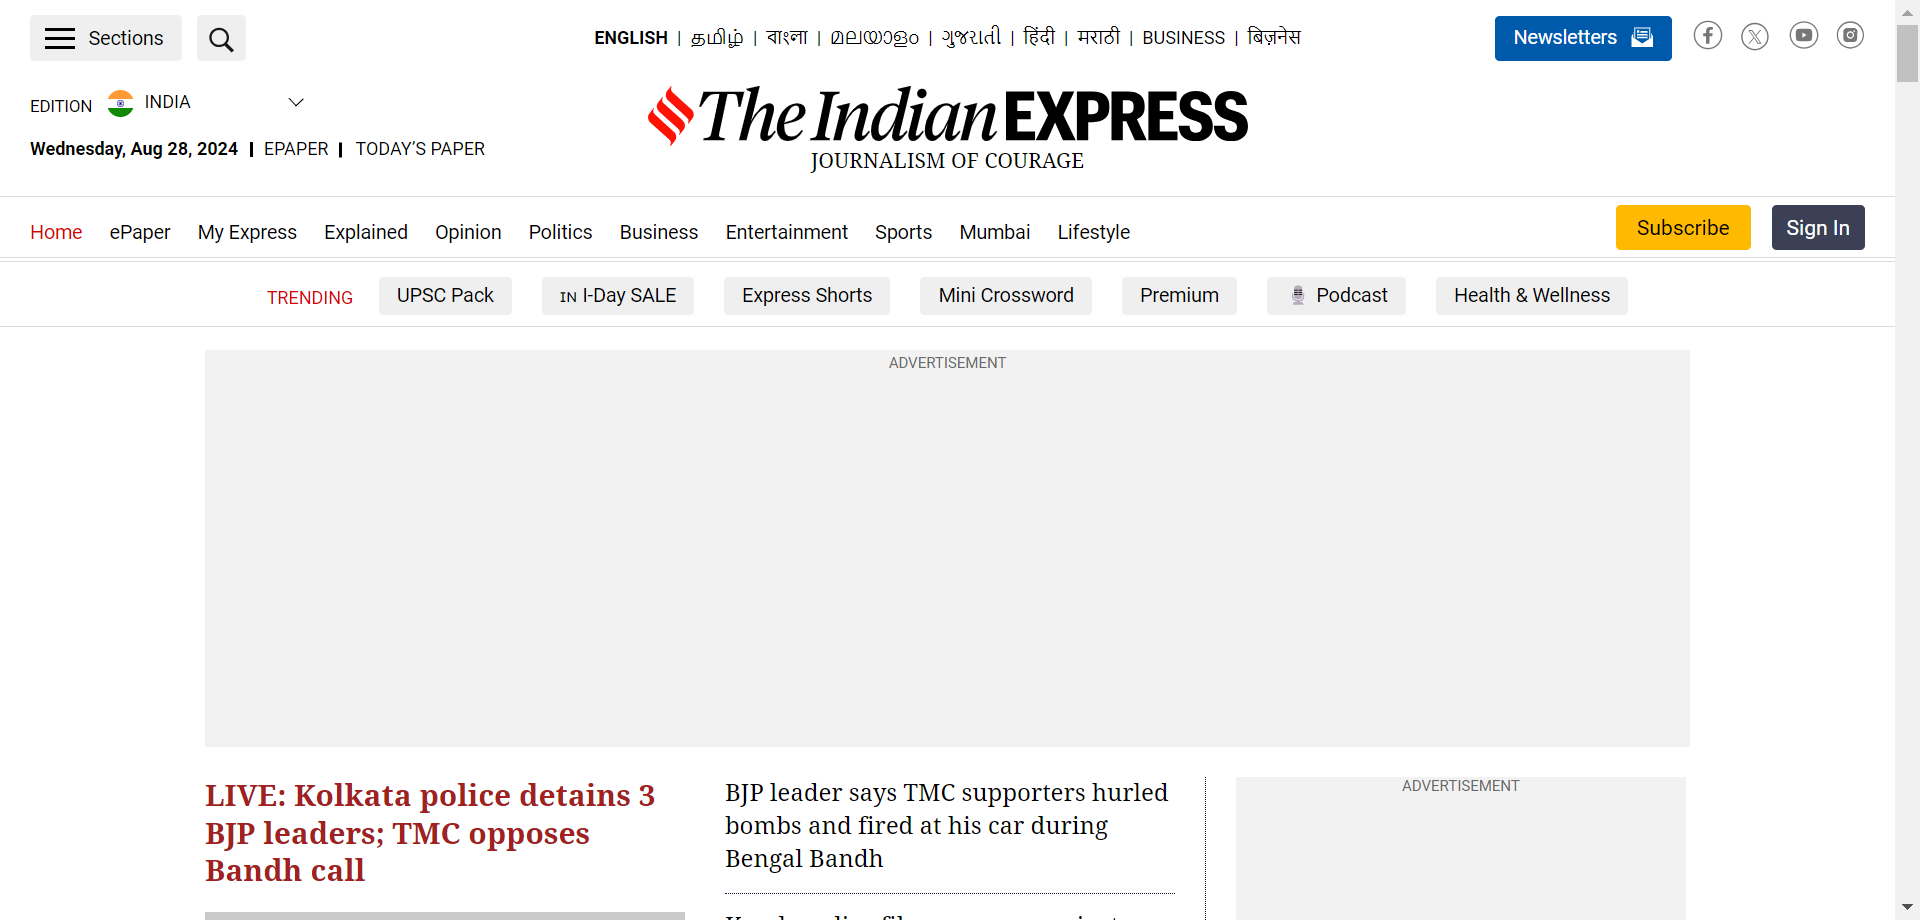 Sections
ENGLISH | தமிழ் | বাংলা | മലയാളം | ગુજરાતી | हिंदी | मराठी | BUSINESS | बिज़नेस
Newsletters
EDITION INDIA
The Indian EXPRESS
JOURNALISM OF COURAGE
Wednesday, Aug 28, 2024 | EPAPER | TODAY’S PAPER
Home ePaper My Express Explained Opinion Politics Business Entertainment Sports Mumbai Lifestyle
Subscribe Sign In
TRENDING UPSC Pack IN I-Day SALE Express Shorts Mini Crossword Premium Podcast Health & Wellness
ADVERTISEMENT
LIVE: Kolkata police detains 3
BJP leaders; TMC opposes
Bandh call
BJP leader says TMC supporters hurled
bombs and fired at his car during
Bengal Bandh
ADVERTISEMENT